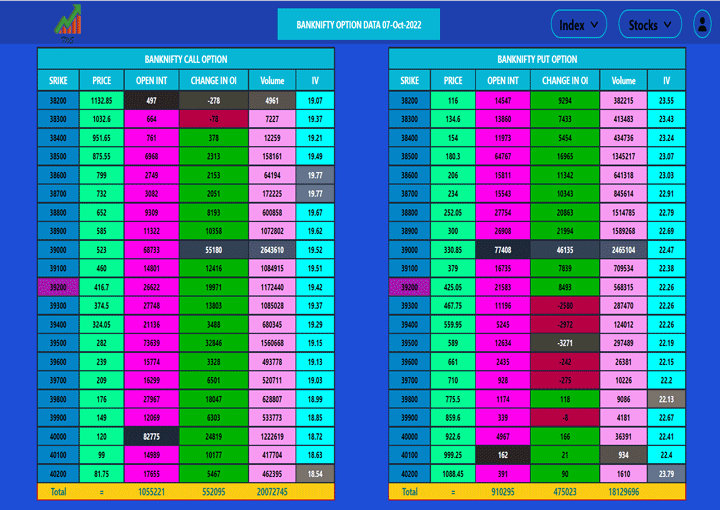 BANKNIFTY OPTION DATA 07-Oct-2022
Index
Stocks
BANKNIFTY CALL OPTION
SRIKE PRICE OPEN INT CHANGE IN OI Volume IV
38200 1132.85 497 -278 4961 19.07
38300 1032.6 664 -78 7227 19.37
38400 951.65 761 378 12259 19.21
38500 875.55 6968 2313 158161 19.49
38600 799 2749 2153 64194 19.77
38700 732 3082 2051 172225 19.77
38800 652 9309 8193 600858 19.67
38900 585 11322 10358 1072802 19.62
39000 523 68733 55180 2643610 19.52
39100 460 14801 12416 1084915 19.51
39200 416.7 26622 19971 1172440 19.42
39300 374.5 27748 13803 1085028 19.37
39400 324.05 21136 3488 680345 19.29
39500 282 73639 32846 1560668 19.15
39600 239 15774 3328 493778 19.13
39700 209 16299 6501 520711 19.03
39800 176 27967 18047 628807 18.99
39900 149 12069 6303 533773 18.85
40000 120 82775 24819 1222619 18.72
40100 99 14989 10177 417704 18.63
40200 81.75 17655 5467 462395 18.54
Total = 1055221 552095 20072745
BANKNIFTY PUT OPTION
SRIKE PRICE OPEN INT CHANGE IN OI Volume IV
38200 116 14547 9294 382215 23.55
38300 134.6 13860 7433 413483 23.43
38400 154 11973 5454 434736 23.24
38500 180.3 64767 16965 1345217 23.07
38600 206 15811 11342 641318 23.03
38700 234 15543 10343 845614 22.91
38800 252.05 27754 20863 1514785 22.79
38900 300 26908 21994 1589268 22.69
39000 330.85 77408 46135 2465104 22.47
39100 379 16735 7639 709534 22.38
39200 425.05 21583 8493 568315 22.26
39300 467.75 11196 -2580 287470 22.26
39400 559.95 5245 -2972 124012 22.26
39500 589 12634 -3271 297489 22.19
39600 661 2435 -242 26381 22.15
39700 710 928 -275 10226 22.2
39800 775.5 1174 118 9086 22.13
39900 859.6 339 -8 4181 22.67
40000 922.6 4967 166 36391 22.41
40100 999.25 162 21 934 22.4
40200 1088.45 391 90 1610 23.79
Total = 910295 475023 18129696